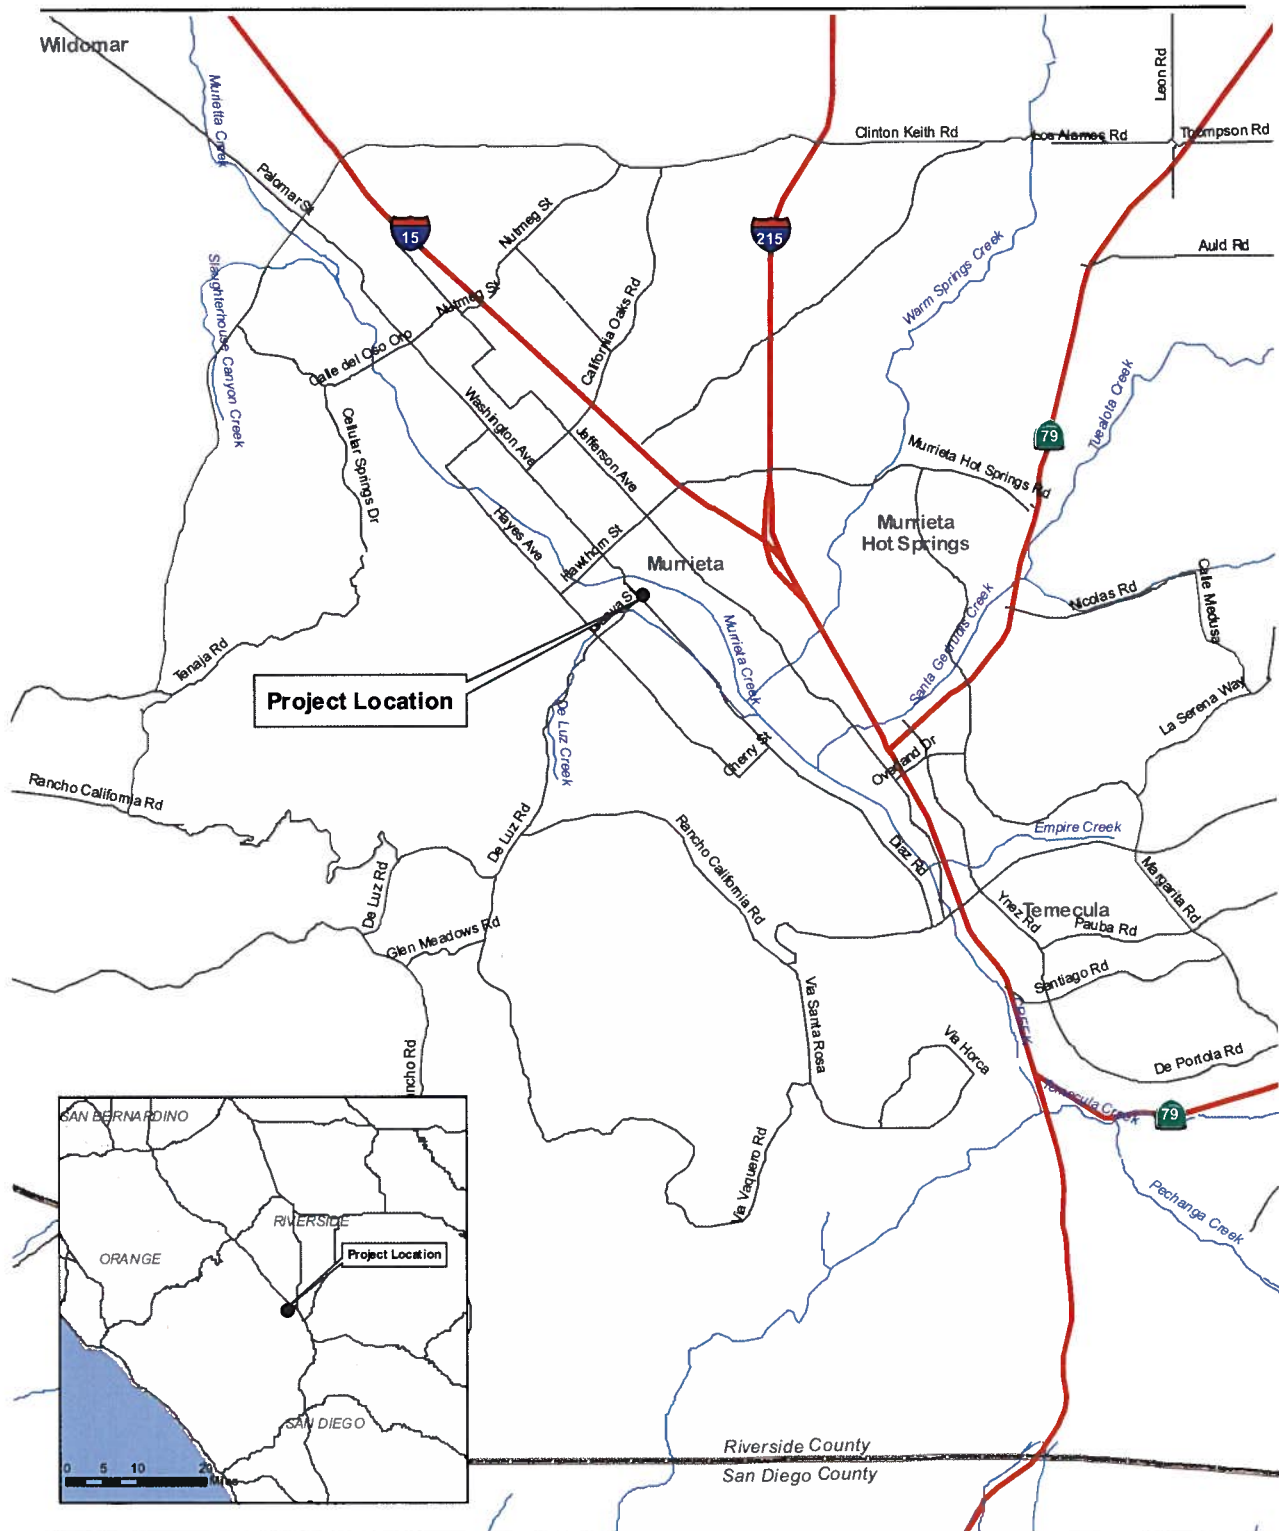 Wildomar
Murietta Creek
Palomar St
Clinton Keith Rd
Los Alamos Rd
Leon Rd
Thompson Rd
15
215
Nutmeg St
Auld Rd
Warm Springs Creek
Slaughterhouse Canyon Creek
Nutmeg St
California Oaks Rd
Calle del Oso Oro
Tucalota Creek
Cellular Springs Dr
Washington Ave
Jefferson Ave
79
Murrieta Hot Springs Rd
Hayes Ave
Hawthorn St
Murrieta
Murrieta
Hot Springs
Calle Medusa
Nicolas Rd
Murrieta Creek
Santa Gertrudis Creek
Tenaja Rd
Project Location
La Serena Way
De Luz Creek
Cherry St
Overland Dr
Rancho California Rd
De Luz Rd
Rancho California Rd
Diaz Rd
Empire Creek
De Luz Rd
Margarita Rd
Ynez Rd
Temecula
Pauba Rd
Glen Meadows Rd
Santiago Rd
Via Santa Rosa
CREEK
Via Horca
De Portola Rd
ncho Rd
Temecula Creek
79
Via Vaquero Rd
Pechanga Creek
SAN BERNARDINO
RIVERSIDE
ORANGE
Project Location
SAN DIEGO
0 5 10 20
Miles
Riverside County
San Diego County